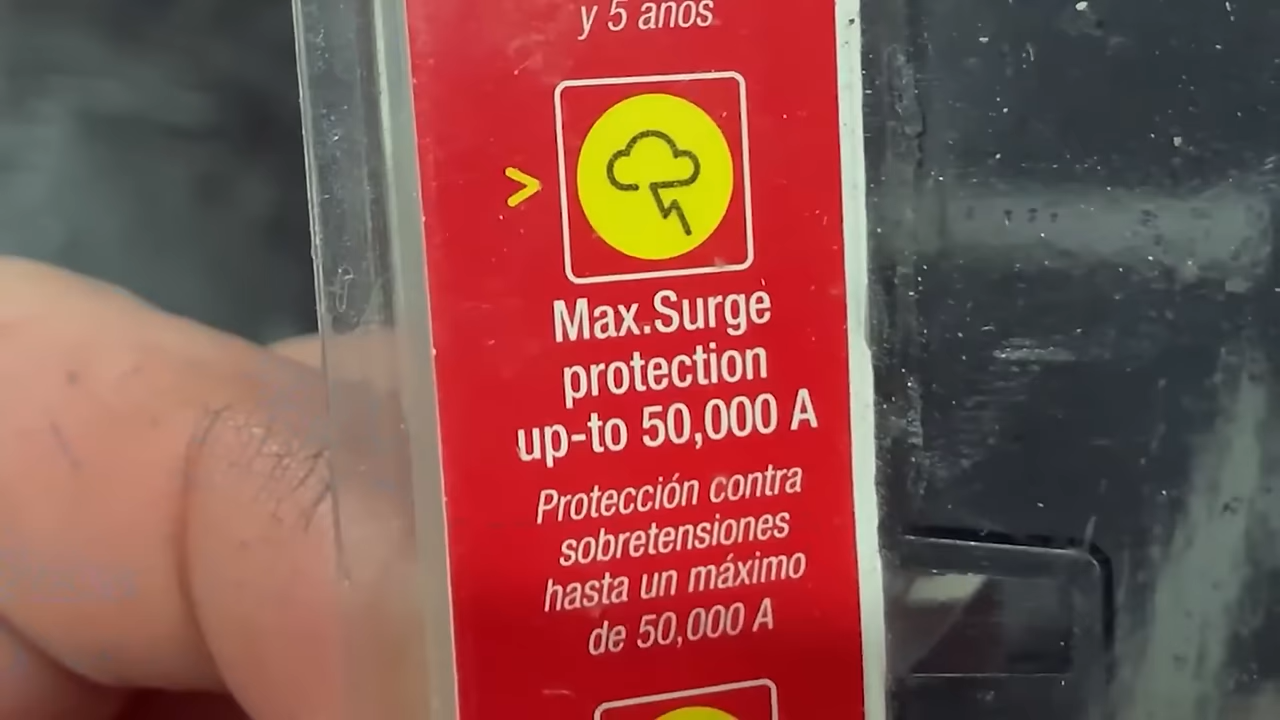 y 5 años
>
Max.Surge
protection
up-to 50,000 A
Protección contra
sobretensiones
hasta un máximo
de 50,000 A